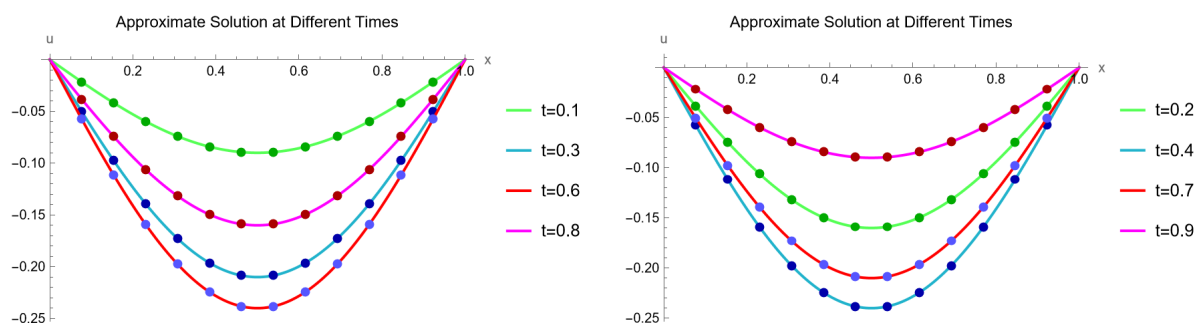 Approximate Solution at Different Times
u
x
0.2
0.4
0.6
0.8
1.0
−0.05
−0.10
−0.15
−0.20
−0.25
t=0.1
t=0.3
t=0.6
t=0.8
Approximate Solution at Different Times
u
x
0.2
0.4
0.6
0.8
1.0
−0.05
−0.10
−0.15
−0.20
−0.25
t=0.2
t=0.4
t=0.7
t=0.9